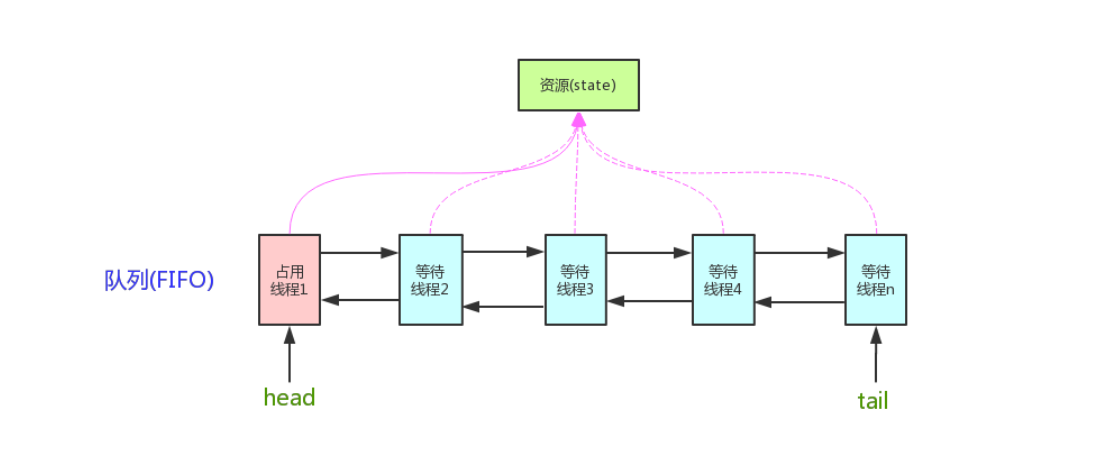 资源(state)
队列(FIFO)
占用
线程1
等待
线程2
等待
线程3
等待
线程4
等待
线程n
head
tail